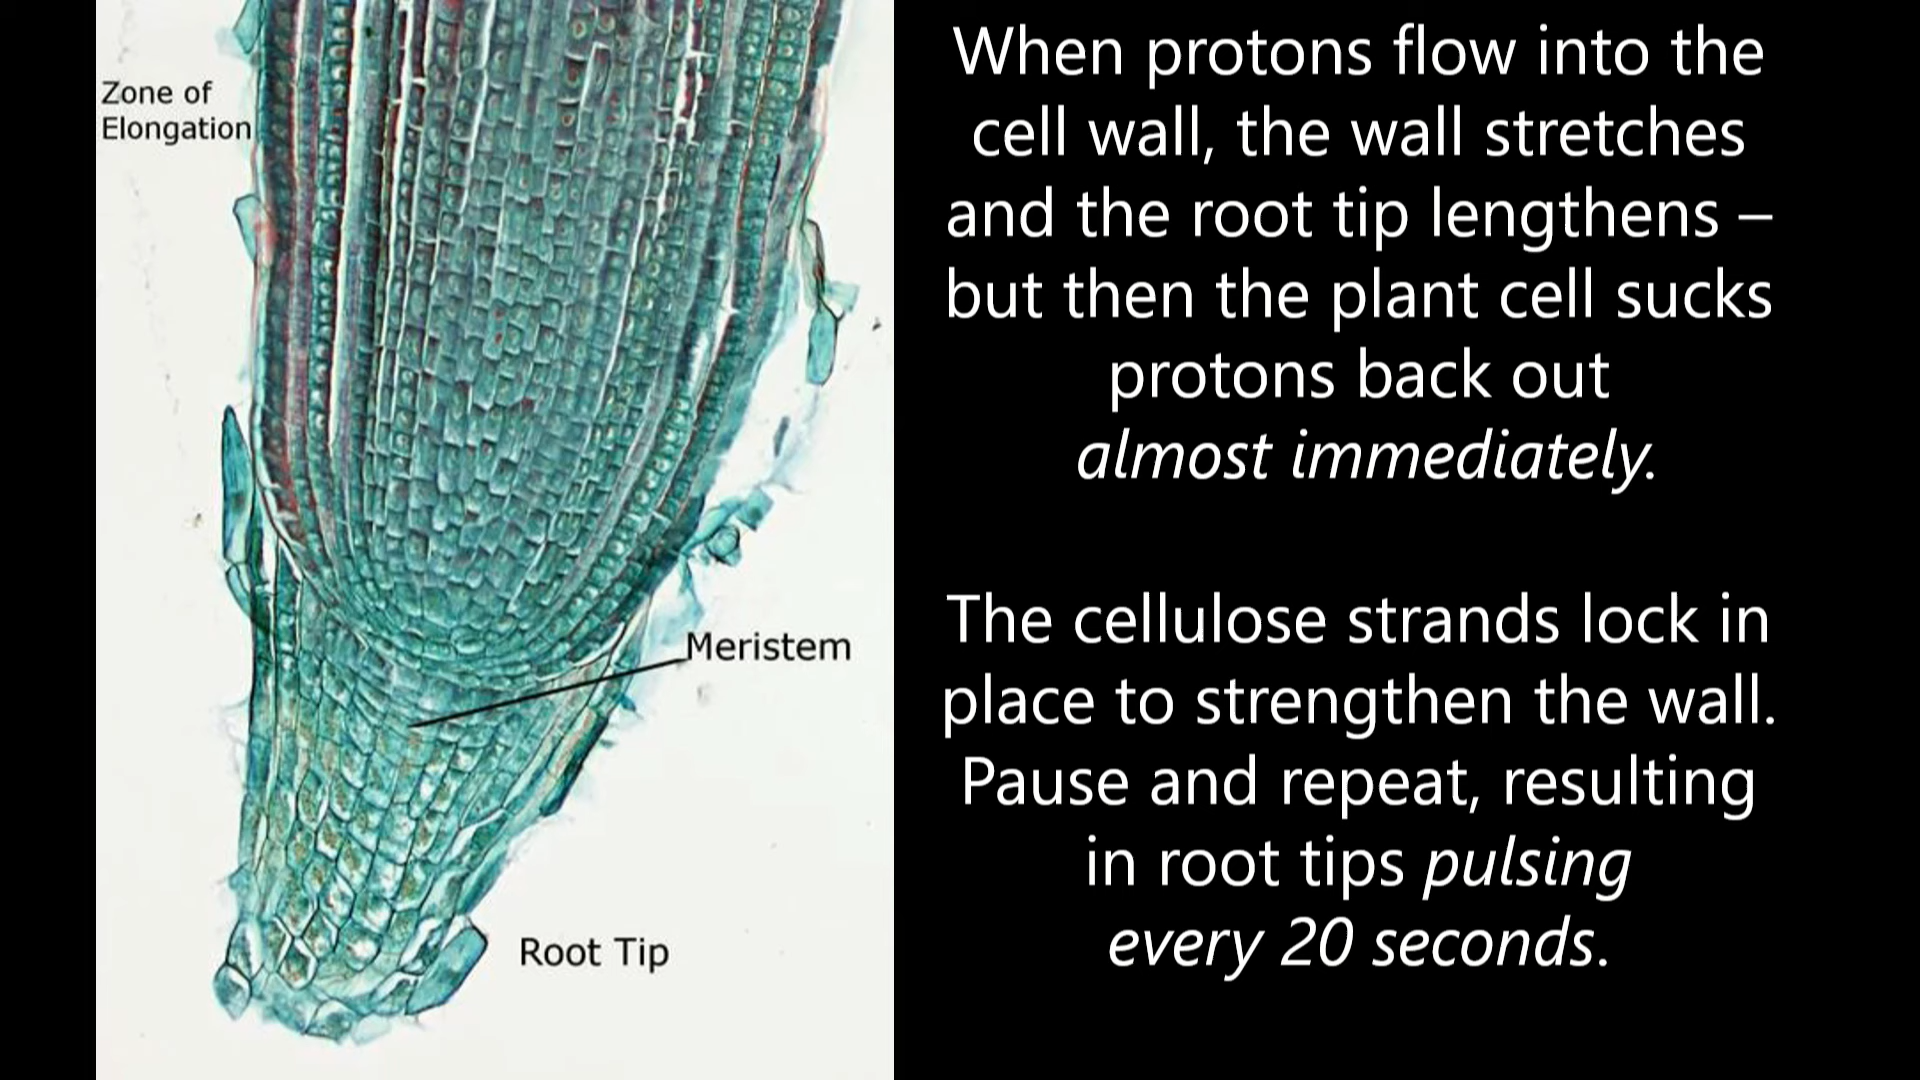 Zone of
Elongation
Meristem
Root Tip
When protons flow into the
cell wall, the wall stretches
and the root tip lengthens –
but then the plant cell sucks
protons back out
almost immediately.
The cellulose strands lock in
place to strengthen the wall.
Pause and repeat, resulting
in root tips pulsing
every 20 seconds.